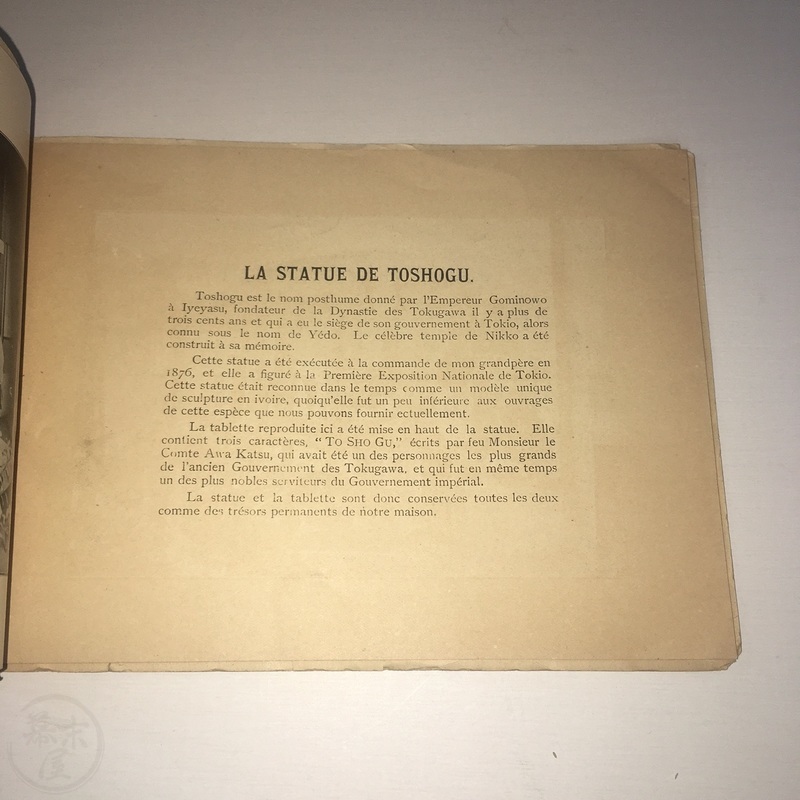 LA STATUE DE TOSHOGU.
Toshogu est le nom posthume donné par l'Empereur Gominowo
à Iyeyasu, fondateur de la Dynastie des Tokugawa il y a plus de
trois cents ans et qui a eu le siège de son gouvernement à Tokio, alors
connu sous le nom de Yédo. Le célèbre temple de Nikko a été
construit à sa mémoire.
Cette statue a été exécutée à la commande de mon grandpère en
1876, et elle a figuré à la Première Exposition Nationale de Tokio.
Cette statue était reconnue dans le temps comme un modèle unique
de sculpture en ivoire, quoiqu'elle fut un peu inférieure aux ouvrages
de cette espèce que nous pouvons fournir ectuellement.
La tablette reproduite ici a été mise en haut de la statue. Elle
contient trois caractères, “TO SHO GU,” écrits par feu Monsieur le
Comte Awa Katsu, qui avait été un des personnages les plus grands
de l'ancien Gouvernement des Tokugawa, et qui fut en même temps
un des plus nobles serviteurs du Gouvernement impérial.
La statue et la tablette sont donc conservées toutes les deux
comme des trésors permanents de notre maison.
幕末屋